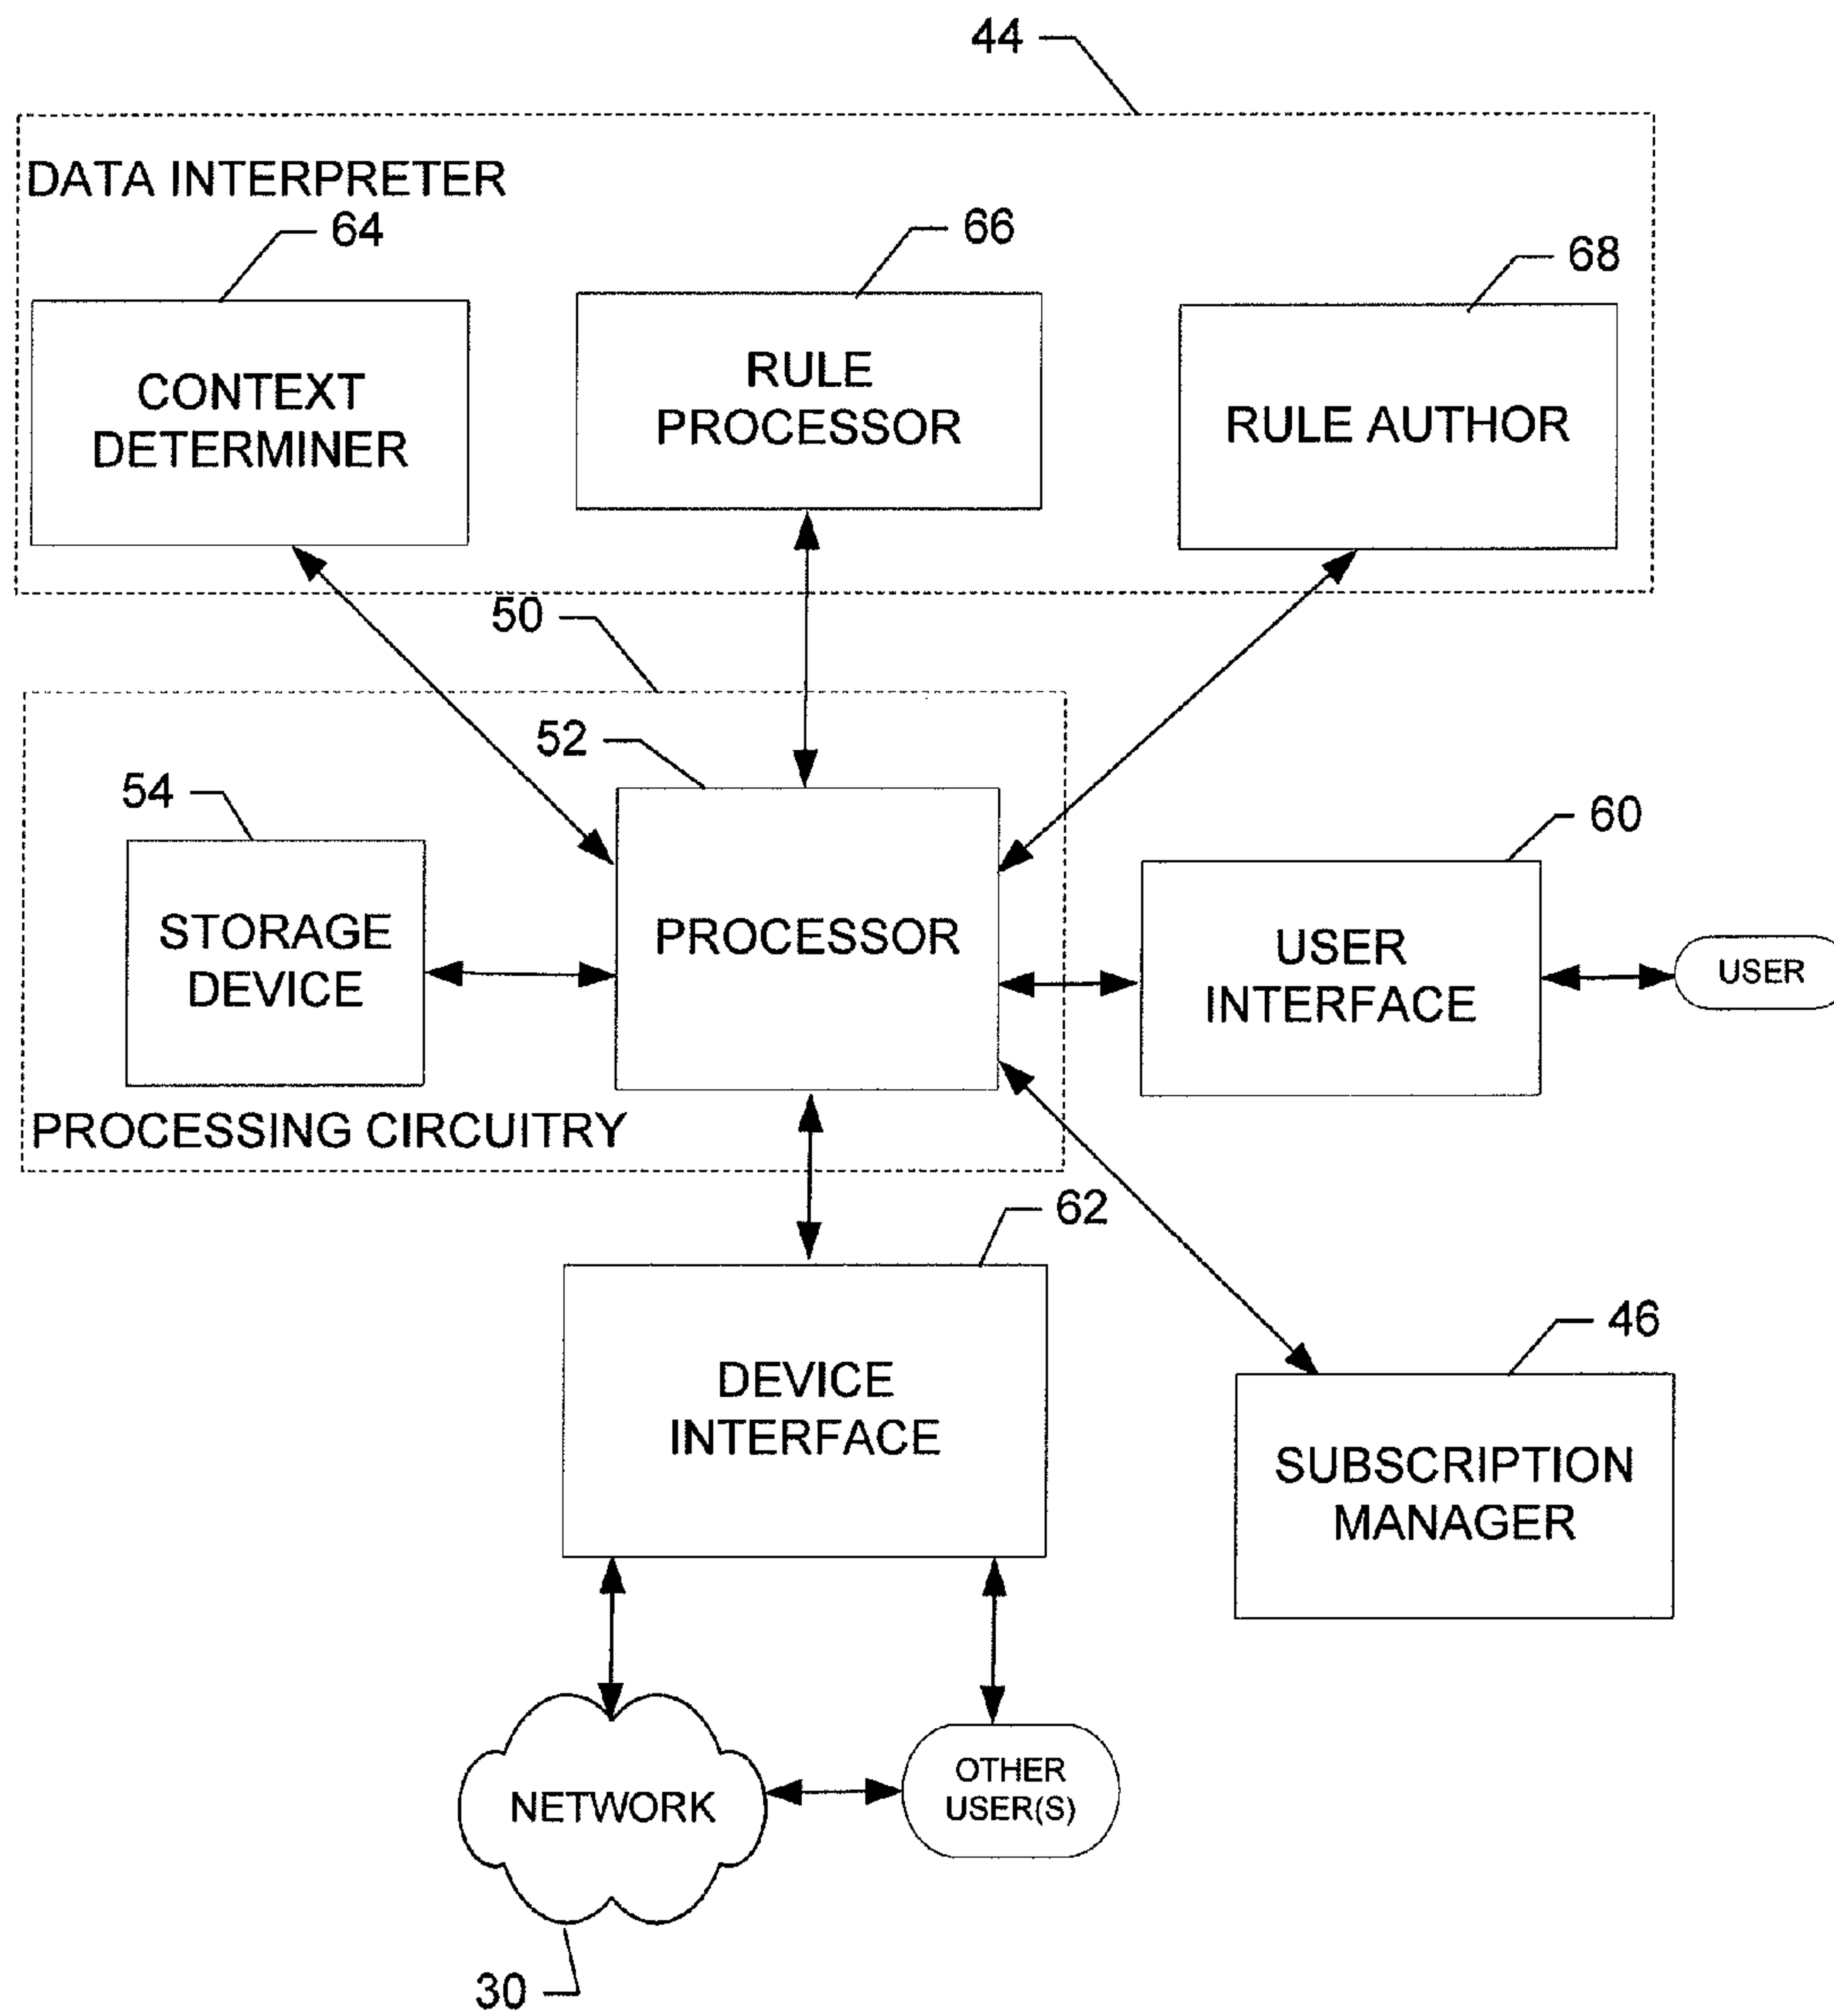 44
DATA INTERPRETER
64
66
68
CONTEXT
DETERMINER
RULE
PROCESSOR
RULE AUTHOR
50
52
54
60
STORAGE
DEVICE
PROCESSOR
USER
INTERFACE
USER
PROCESSING CIRCUITRY
62
46
DEVICE
INTERFACE
SUBSCRIPTION
MANAGER
NETWORK
OTHER
USER(S)
30